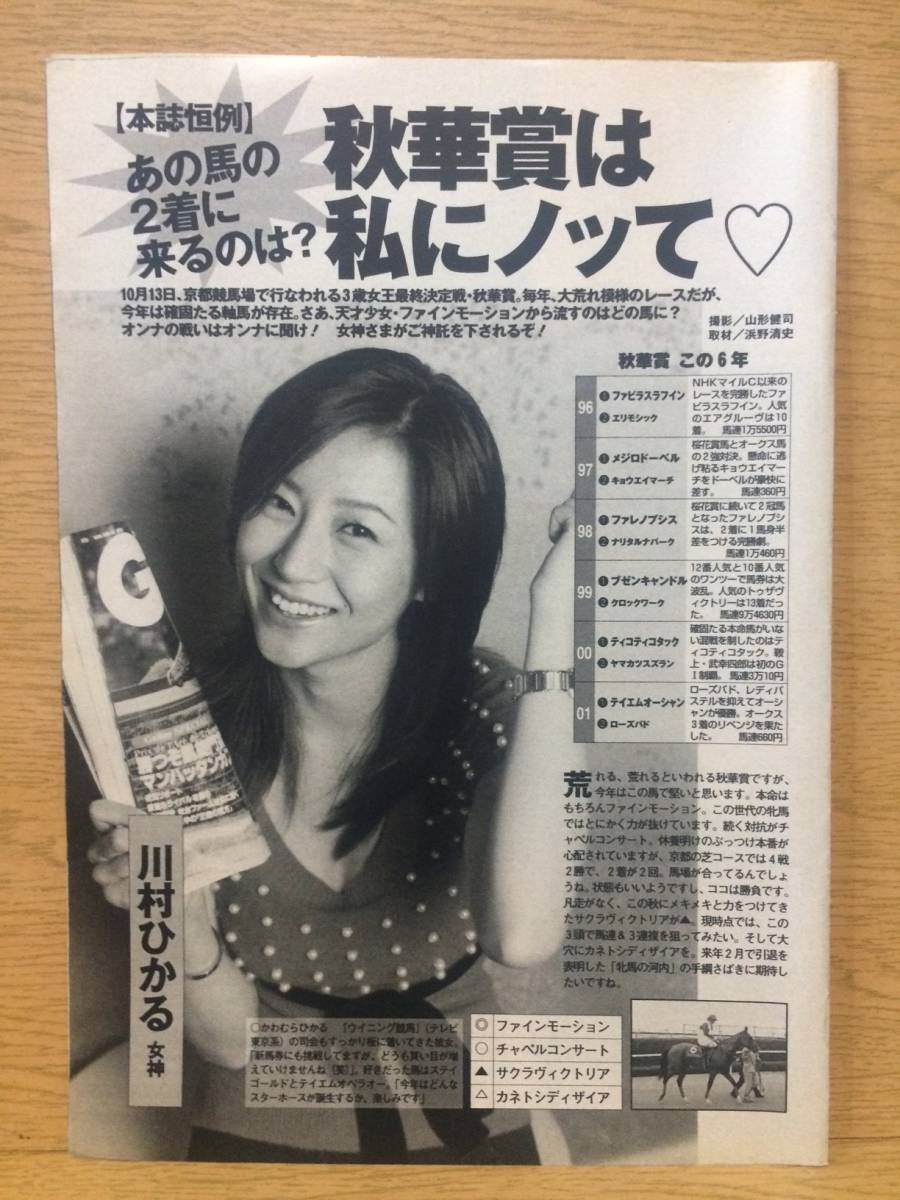 【本誌恒例】
あの馬の
2着に
来るのは?
秋華賞は
私にノッて♡
10月13日、京都競馬場で行なわれる3歳女王最終決定戦・秋華賞。毎年、大荒れ模様のレースだが、
今年は確固たる軸馬が存在。さあ、天才少女・ファインモーションから流すのはどの馬に?
オンナの戦いはオンナに聞け! 女神さまがご神託を下されるぞ!
撮影/山形健司
取材/浜野清史
秋華賞 この6年
96
❶ファビラスラフイン
❷エリモシック
NHKマイルC以来の
レースを完勝したファ
ビラスラフイン。人気
のエアグルーヴは10
着。 馬連1万5500円
97
❶メジロドーベル
❷キョウエイマーチ
桜花賞馬とオークス馬
の2強対決。懸命に逃
げ粘るキョウエイマー
チをドーベルが豪快に
差す。 馬連360円
98
❶ファレノプシス
❷ナリタルナパーク
桜花賞に続いて2冠馬
となったファレノプシ
スは、2着に1馬身半
差をつける完勝劇。
馬連1万460円
99
❶ブゼンキャンドル
❷クロックワーク
12番人気と10番人気
のワンツーで馬券は大
波乱。人気のトゥザヴ
ィクトリーは13着だっ
た。 馬連9万4630円
00
❶ティコティコタック
❷ヤマカツスズラン
確固たる本命馬がいな
い混戦を制したのはテ
ィコティコタック。鞍
上・武幸四郎は初のG
I制覇。 馬連3万10円
01
❶テイエムオーシャン
❷ローズバド
ローズバド、レディパ
ステルを抑えてオーシ
ャンが優勝。オークス
3着のリベンジを果た
した。 馬連660円
荒れる、荒れるといわれる秋華賞ですが、
今年はこの馬で堅いと思います。本命は
もちろんファインモーション。この世代の牝馬
ではとにかく力が抜けています。続く対抗がチ
ャペルコンサート。休養明けのぶっつけ本番が
心配されていますが、京都の芝コースでは4戦
2勝で、2着が2回。馬場が合ってるんでしょ
うね。状態もいいようですし、ココは勝負です。
凡走がなく、この秋にメキメキと力をつけてき
たサクラヴィクトリアが▲。現時点では、この
3頭で馬連&3連複を狙ってみたい。そして大
穴にカネトシディザイアを。来年2月で引退を
表明した「牝馬の河内」の手綱さばきに期待し
たいですね。
G
マンハッタンカ
川村ひかる 女神
○かわむらひかる 「ウイニング競馬」(テレビ
東京系)の司会もすっかり板に着いてきた彼女。
「新馬券にも挑戦してますが、どうも買い目が増
えていけませんね(笑)」。好きだった馬はステイ
ゴールドとテイエムオペラオー。「今年はどんな
スターホースが誕生するか、楽しみです」
◎ ファインモーション
○ チャペルコンサート
▲ サクラヴィクトリア
△ カネトシディザイア